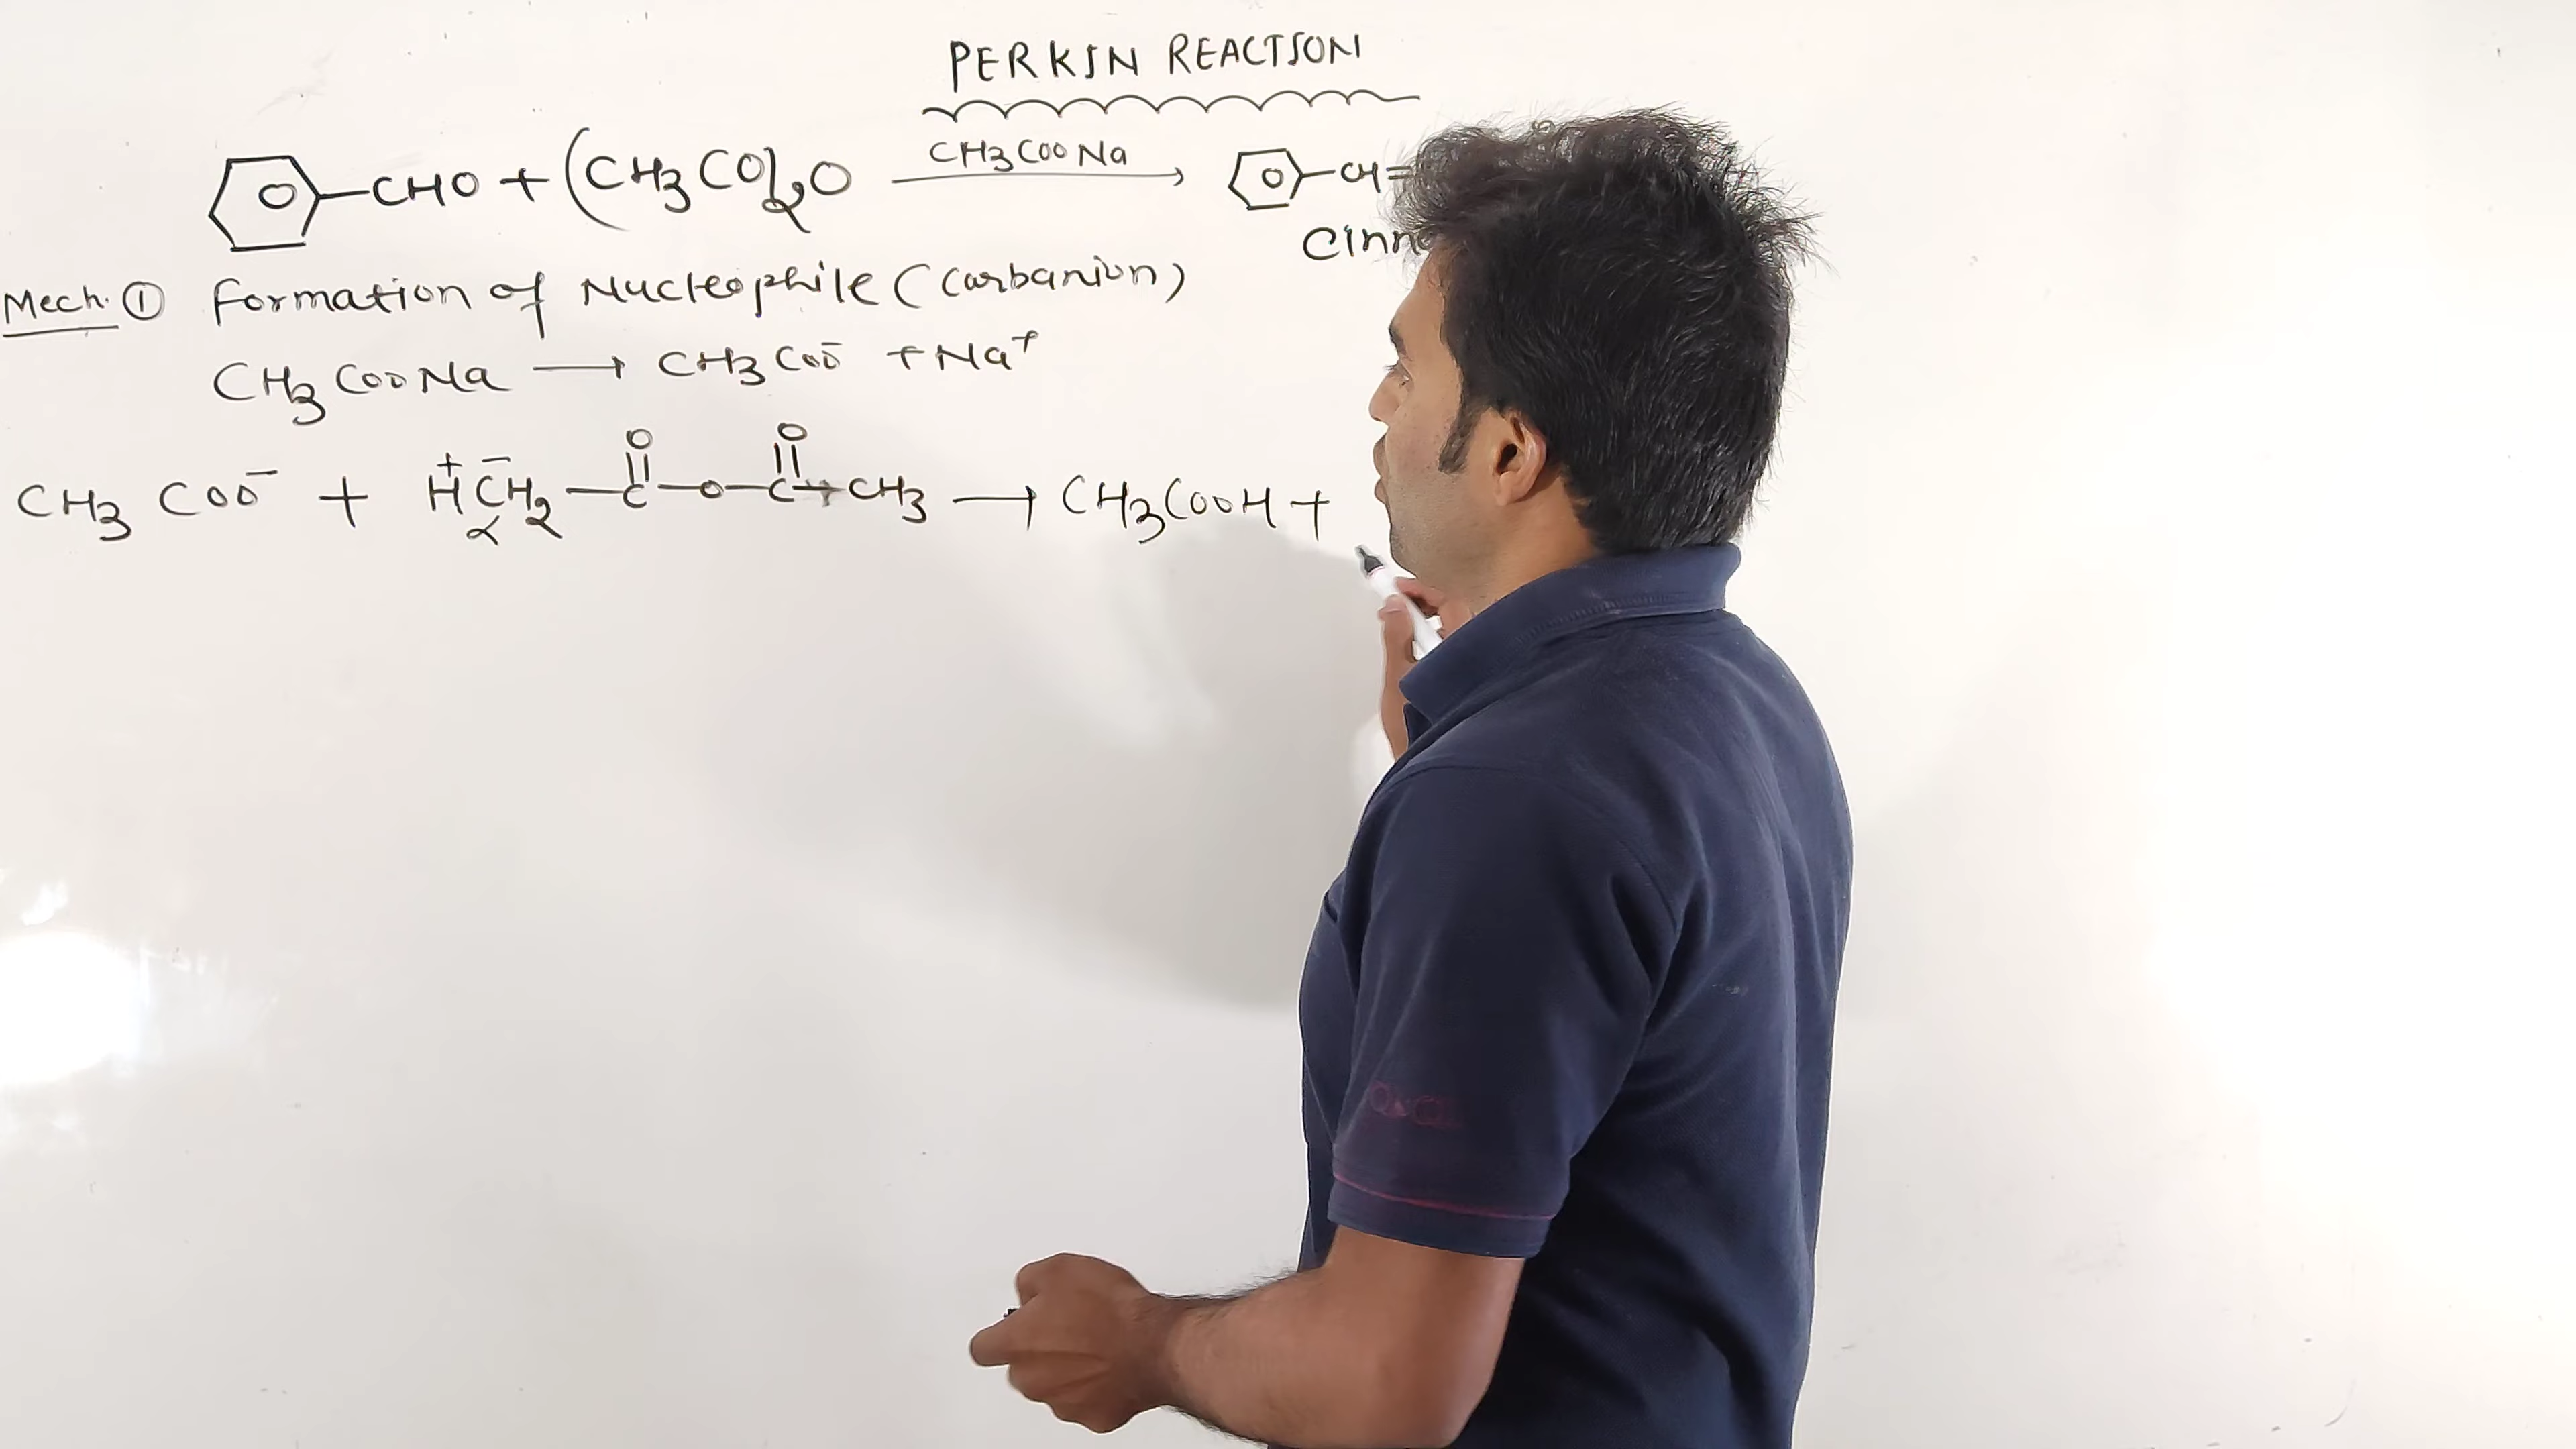 PERKIN REACTION
⌬-CHO + (CH3CO)2O CH3COONa → ⌬-CH=
Cinn
Mech. ① Formation of Nucleophile (Carbanion)
CH3COONa → CH3COO⁻ + Na⁺
CH3COO⁻ + H⁺ C⁻H2 - C(=O) - O - C(=O) - CH3 → CH3COOH +
α